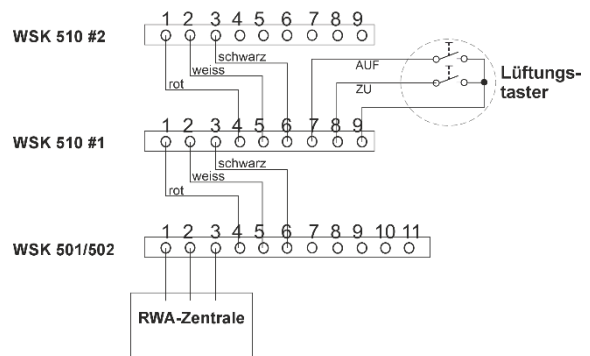 1 2 3 4 5 6 7 8 9
WSK 510 #2
schwarz
weiss
rot
AUF
ZU
Lüftungs-
taster
1 2 3 4 5 6 7 8 9
WSK 510 #1
schwarz
weiss
rot
1 2 3 4 5 6 7 8 9 10 11
WSK 501/502
RWA-Zentrale